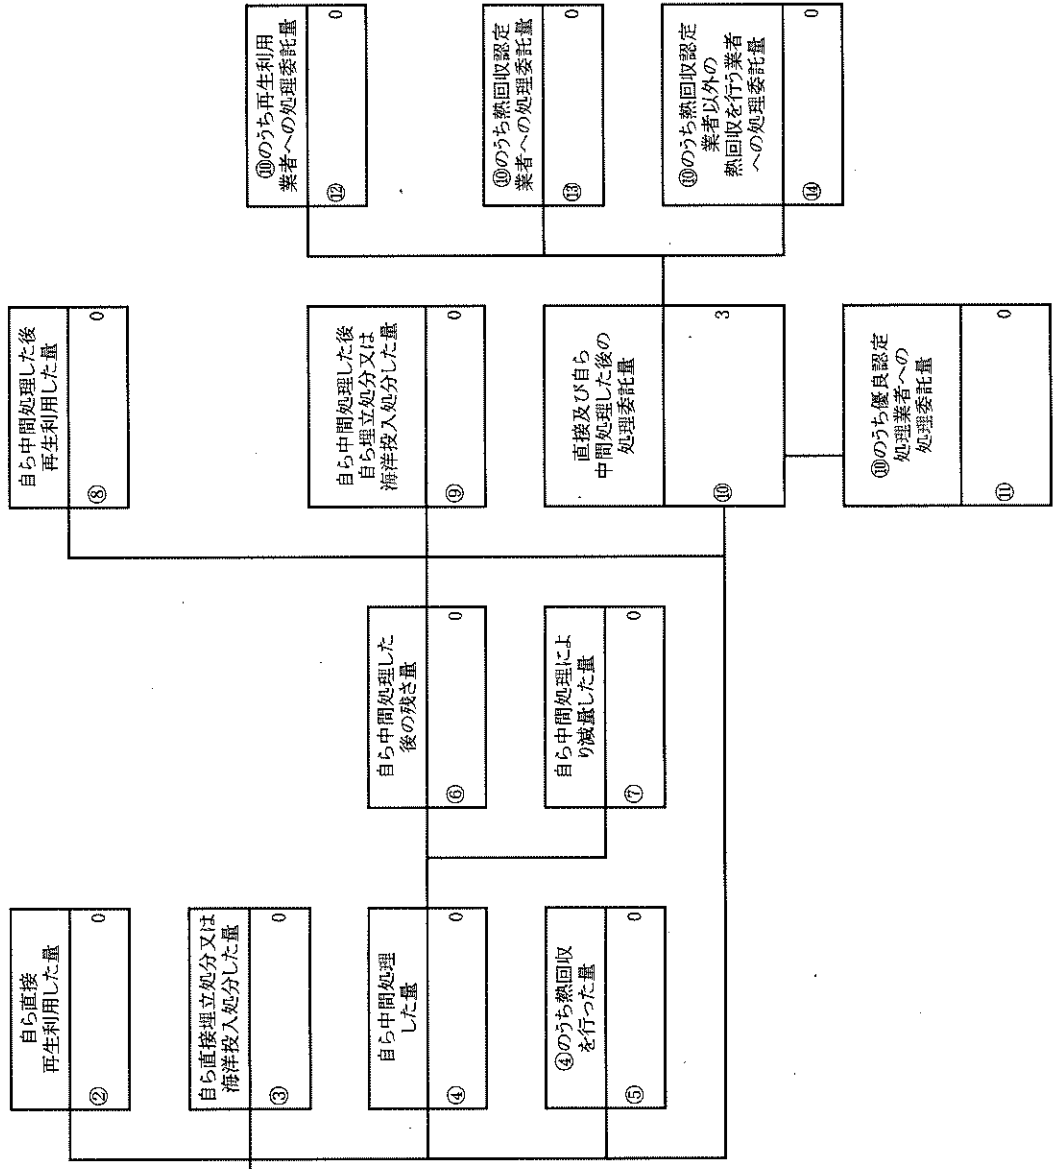 自ら直接
再生利用した量
②
0
自ら直接埋立処分又は
海洋投入処分した量
③
0
自ら中間処理
した量
④
0
④のうち熱回収
を行った量
⑤
0
自ら中間処理した
後の残さ量
⑥
0
自ら中間処理によ
り減量した量
⑦
0
自ら中間処理した後
再生利用した量
⑧
0
自ら中間処理した後
自ら埋立処分又は
海洋投入処分した量
⑨
0
直接及び自ら
中間処理した後の
処理委託量
⑩
3
⑩のうち優良認定
処理業者への
処理委託量
⑪
0
⑩のうち再生利用
業者への処理委託量
⑫
0
⑩のうち熱回収認定
業者への処理委託量
⑬
0
⑩のうち熱回収認定
業者以外の
熱回収を行う業者
への処理委託量
⑭
0